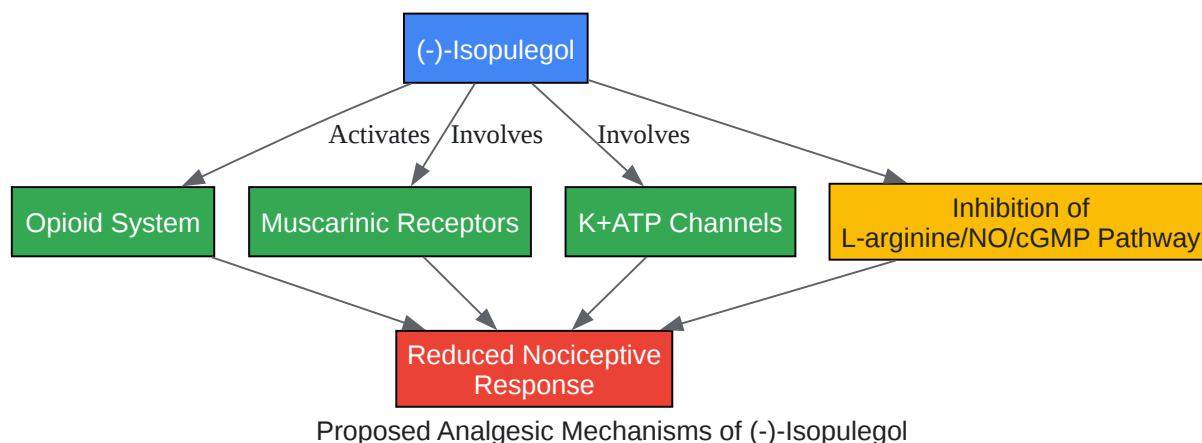 (-)-Isopulegol
Activates
Involves
Involves
Opioid System
Muscarinic Receptors
K+ATP Channels
Inhibition of
L-arginine/NO/cGMP Pathway
Reduced Nociceptive
Response
Proposed Analgesic Mechanisms of (-)-Isopulegol